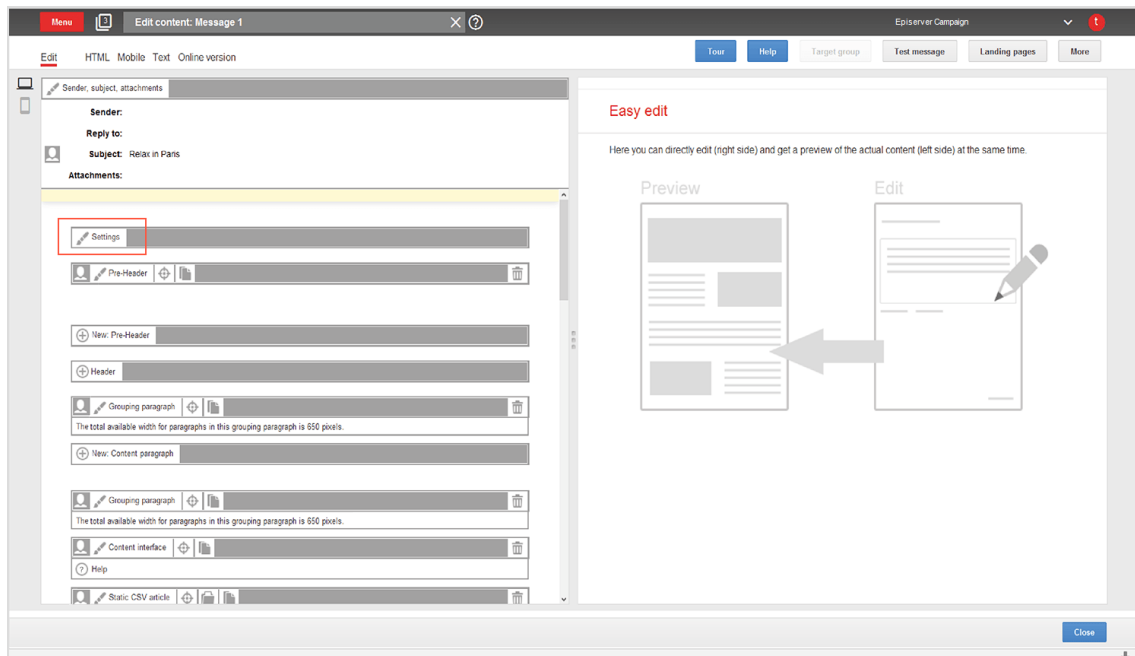 Menu 3 Edit content: Message 1 Episerver Campaign t
Edit HTML Mobile Text Online version Tour Help Target group Test message Landing pages More
Sender, subject, attachments
Sender:
Reply to:
Subject: Relax in Paris
Attachments:
Settings
Pre-Header
New: Pre-Header
Header
Grouping paragraph
The total available width for paragraphs in this grouping paragraph is 650 pixels.
New: Content paragraph
Grouping paragraph
The total available width for paragraphs in this grouping paragraph is 650 pixels.
Content interface
? Help
Static CSV article
Easy edit
Here you can directly edit (right side) and get a preview of the actual content (left side) at the same time.
Preview Edit
Close